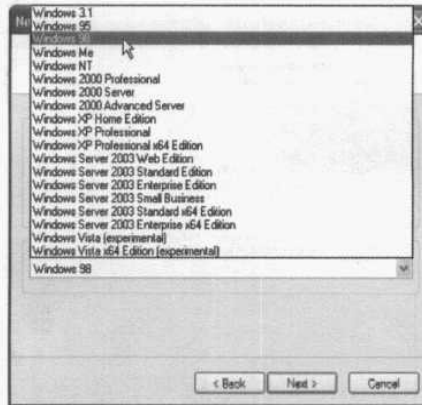 Windows 3.1
Windows 95
Windows 98
Windows Me
Windows NT
Windows 2000 Professional
Windows 2000 Server
Windows 2000 Advanced Server
Windows XP Home Edition
Windows XP Professional
Windows XP Professional x64 Edition
Windows Server 2003 Web Edition
Windows Server 2003 Standard Edition
Windows Server 2003 Enterprise Edition
Windows Server 2003 Small Business
Windows Server 2003 Standard x64 Edition
Windows Server 2003 Enterprise x64 Edition
Windows Vista (experimental)
Windows Vista x64 Edition (experimental)
Windows 98
< Back Next > Cancel